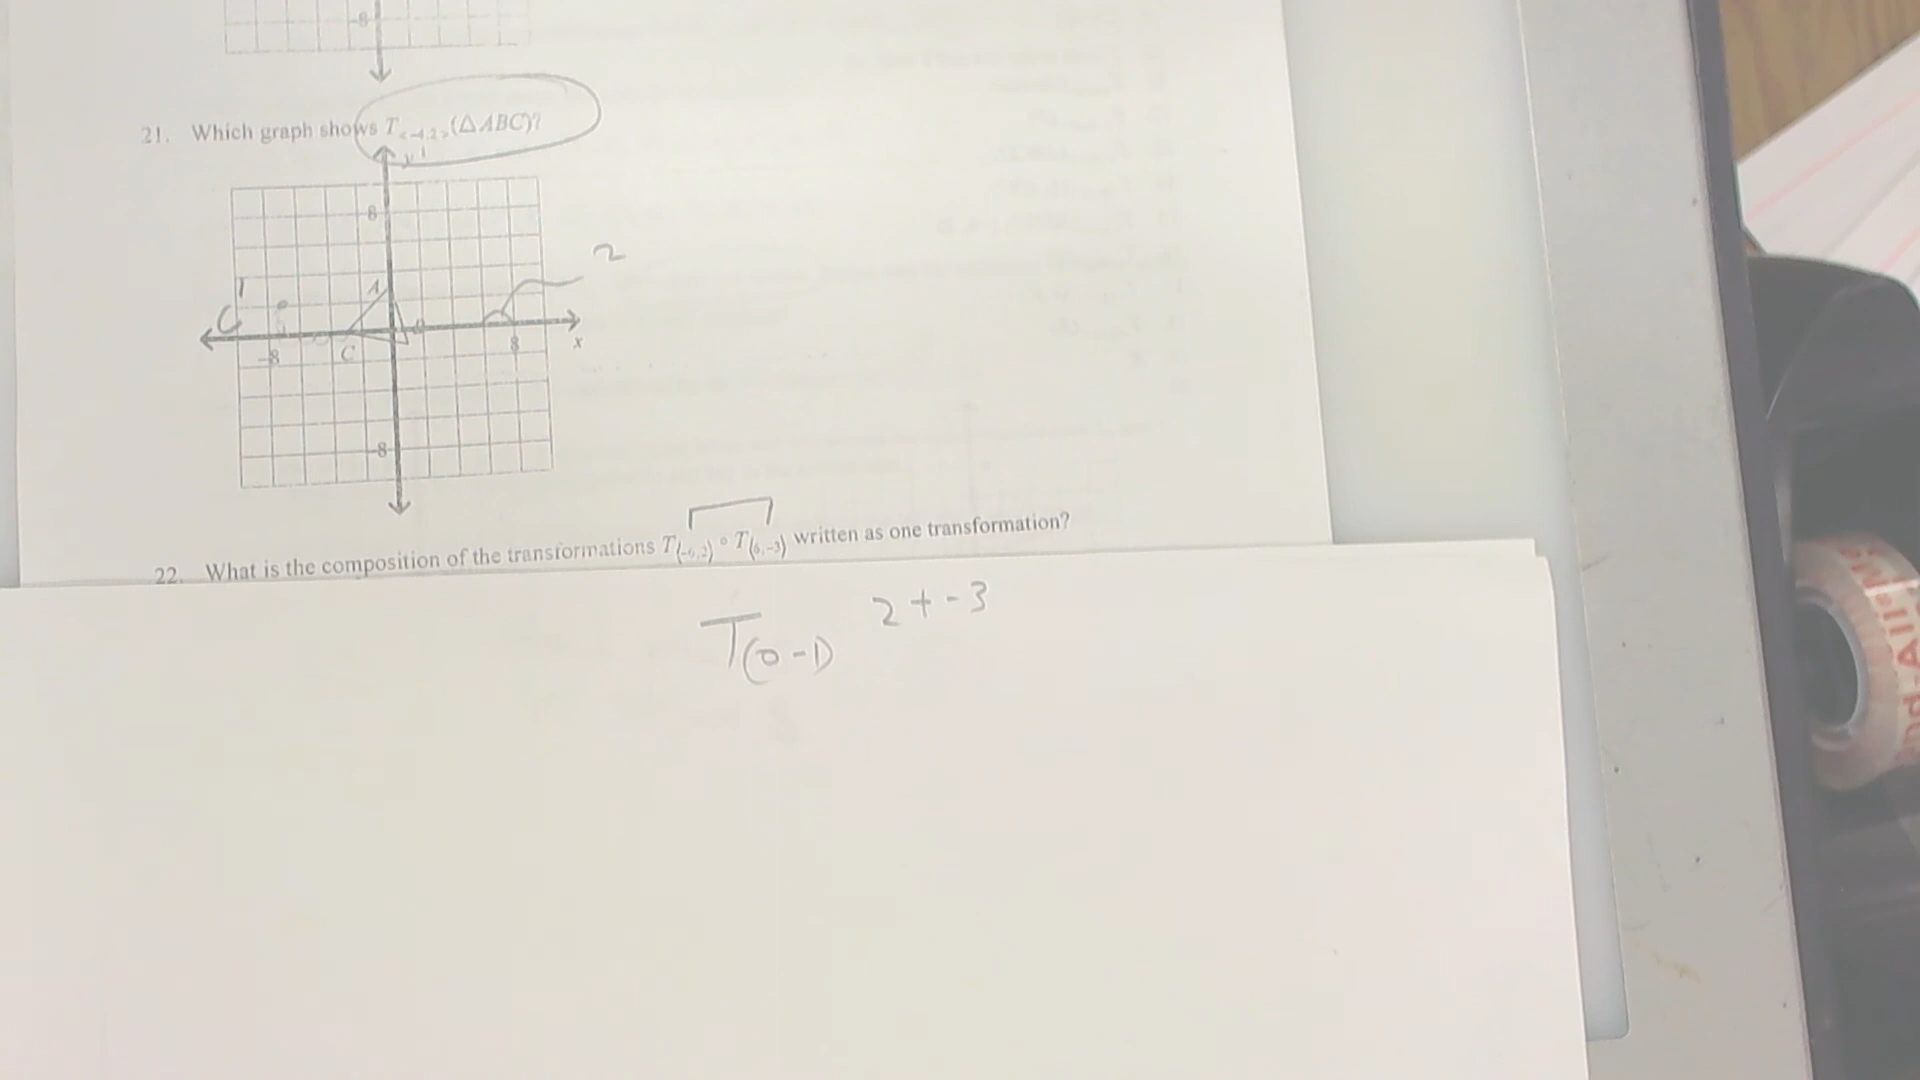 -8
21. Which graph shows T<-4,2>(△ABC)?
y
8
2
A
C'
-8 C 8 x
-8
22. What is the composition of the transformations T(-6,2) ∘ T(6,-3) written as one transformation?
2 + -3
T(0 -1)